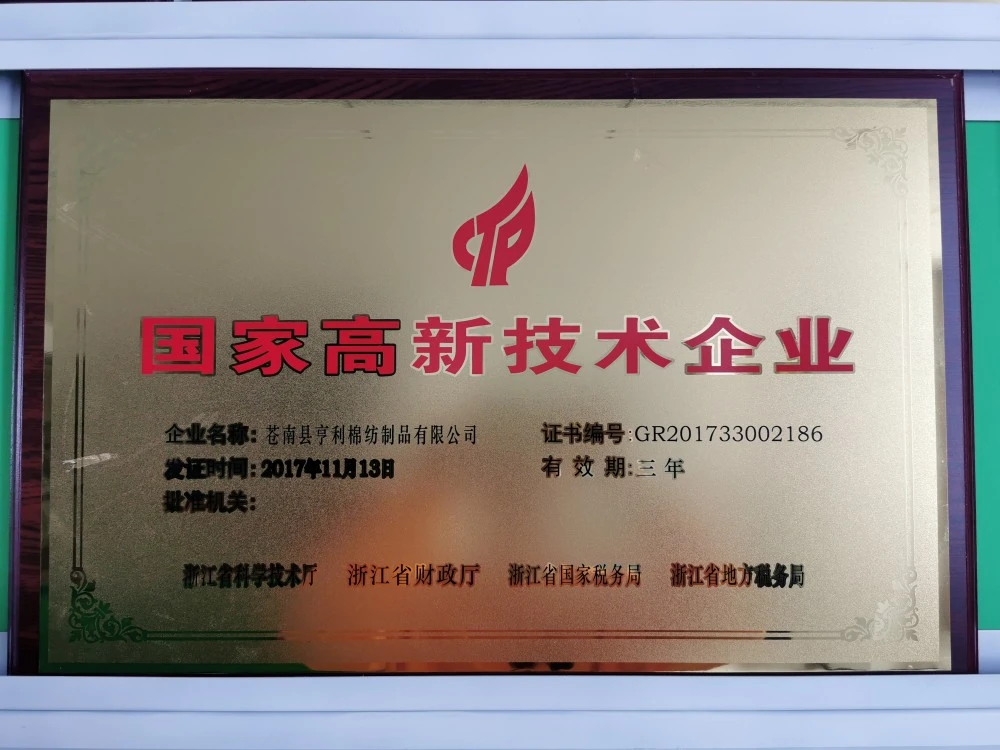 CTP
国家高新技术企业
企业名称:苍南县亨利棉纺制品有限公司 证书编号:GR201733002186
发证时间:2017年11月13日 有效期:三年
批准机关:
浙江省科学技术厅 浙江省财政厅 浙江省国家税务局 浙江省地方税务局